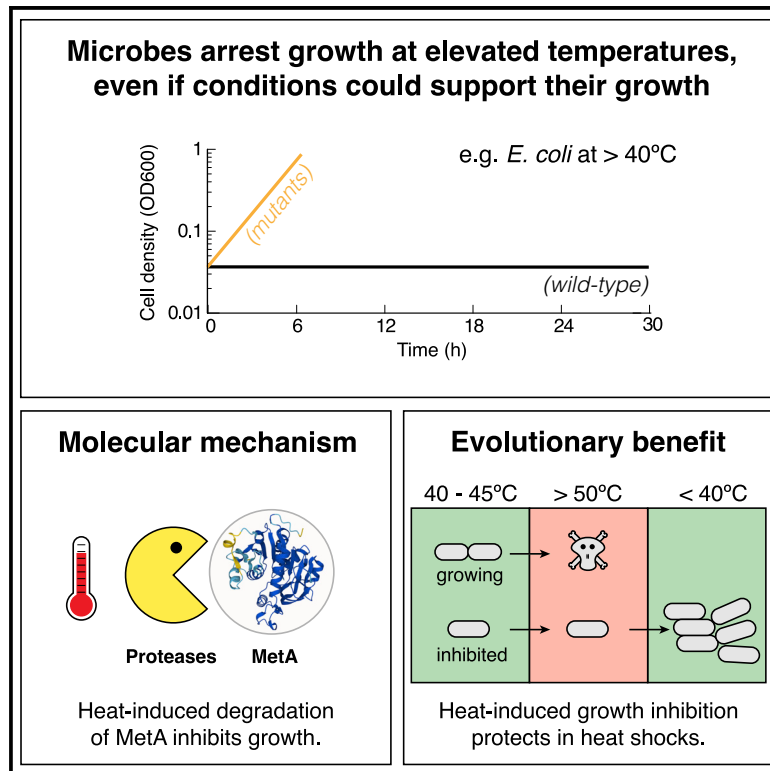 Microbes arrest growth at elevated temperatures,
even if conditions could support their growth
Cell density (OD600)
1
0.1
0.01
(mutants)
e.g. E. coli at > 40ºC
(wild-type)
0 6 12 18 24 30
Time (h)
Molecular mechanism
Proteases MetA
Heat-induced degradation
of MetA inhibits growth.
Evolutionary benefit
40 - 45ºC > 50ºC < 40ºC
growing
inhibited
Heat-induced growth inhibition
protects in heat shocks.